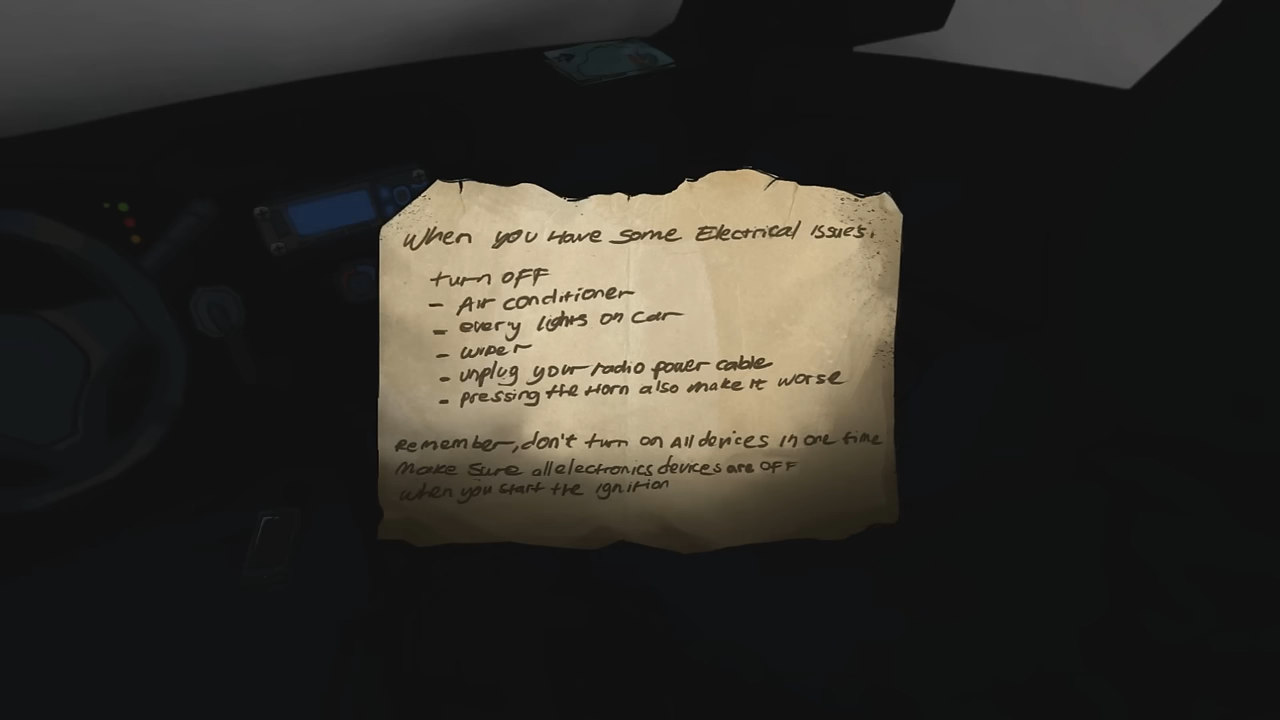 When you Have some Electrical Issues.
turn OFF
- Air conditioner
- every lights on car
- wiper
- unplug your radio power cable
- pressing the Horn also make it worse
Remember, don't turn on All devices in one time
Make Sure all electronics devices are OFF
when you start the ignition